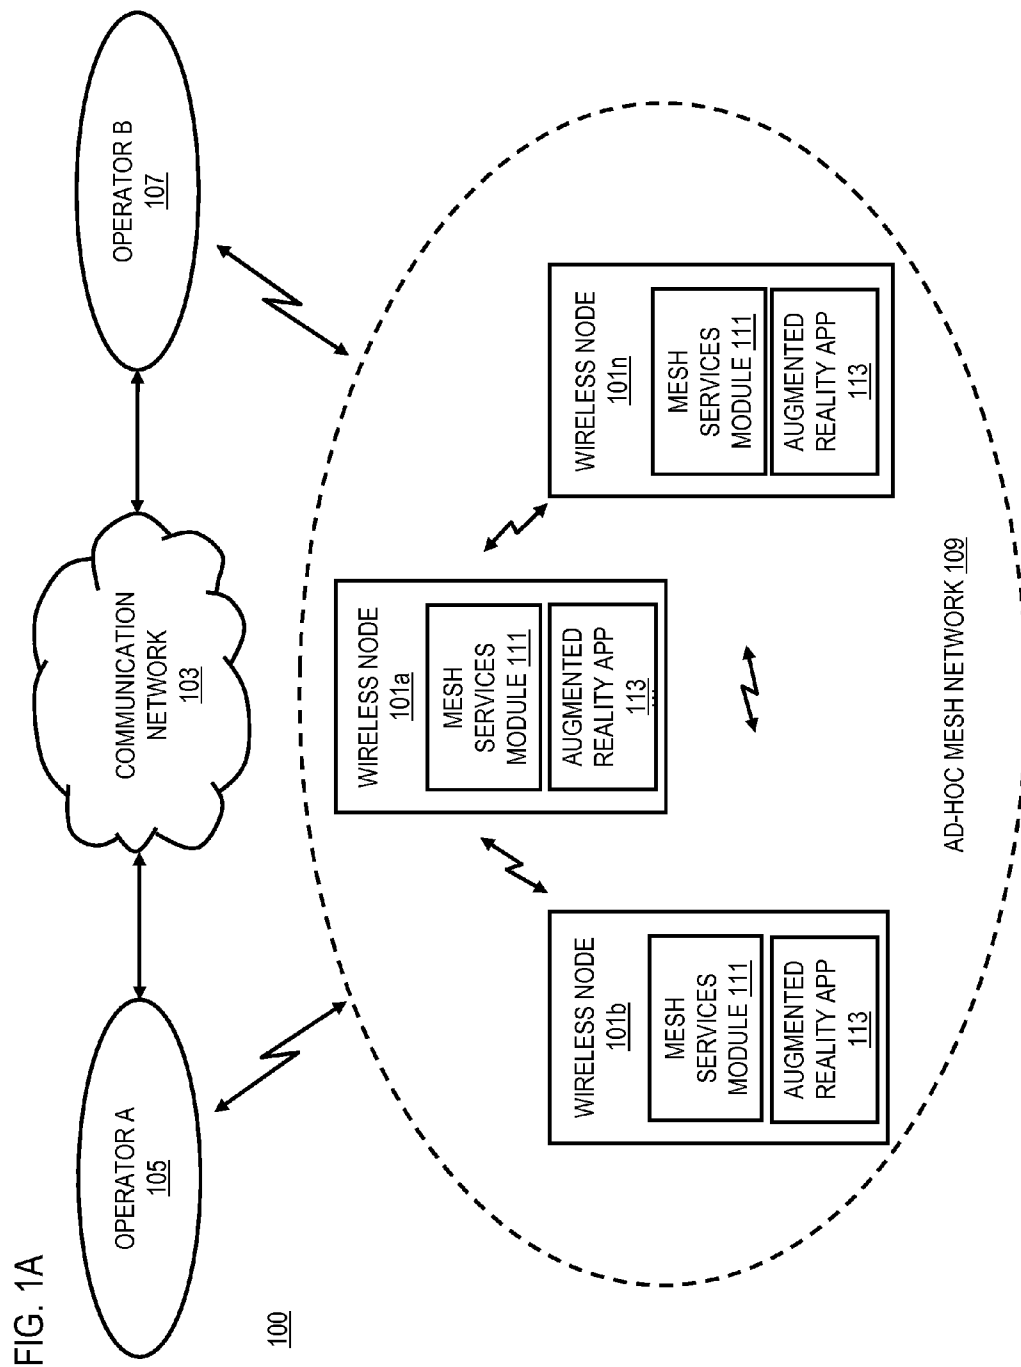 FIG. 1A
100
OPERATOR A
105
COMMUNICATION
NETWORK
103
OPERATOR B
107
WIRELESS NODE
101a
MESH
SERVICES
MODULE 111
AUGMENTED
REALITY APP
113
...
WIRELESS NODE
101b
MESH
SERVICES
MODULE 111
AUGMENTED
REALITY APP
113
WIRELESS NODE
101n
MESH
SERVICES
MODULE 111
AUGMENTED
REALITY APP
113
AD-HOC MESH NETWORK 109